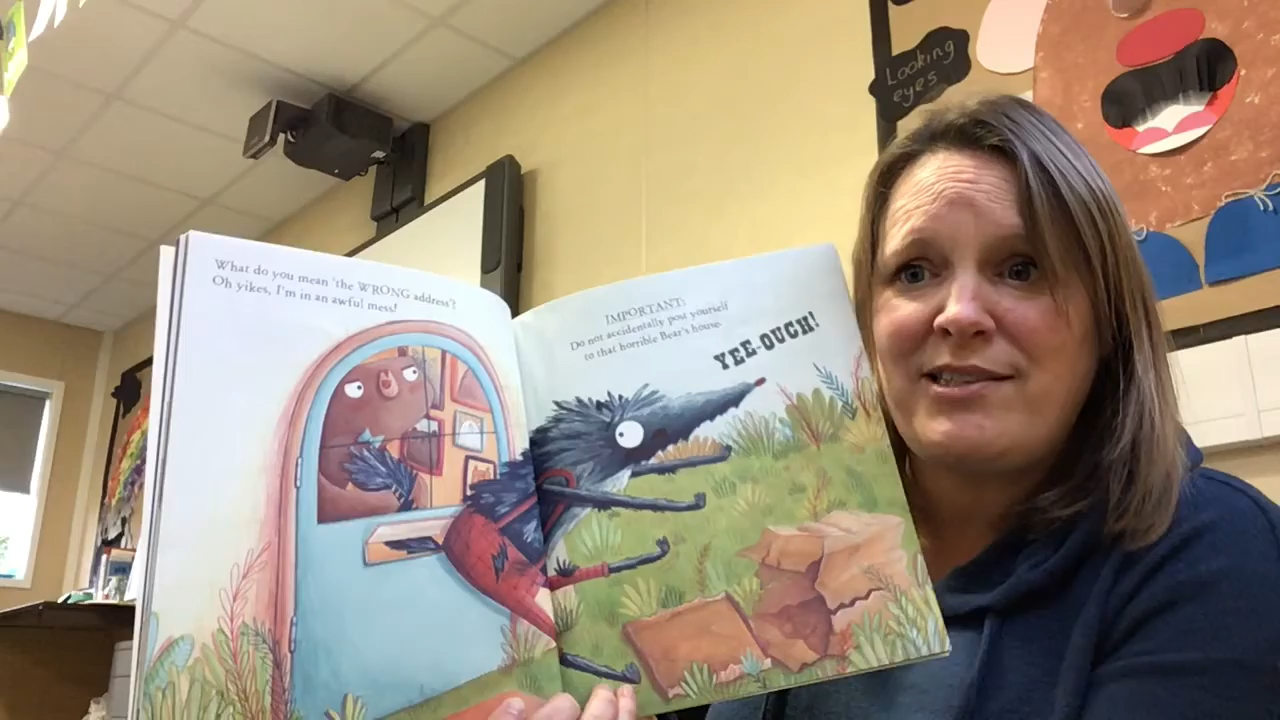 Looking
eyes
What do you mean 'the WRONG address'?
Oh yikes, I'm in an awful mess!
IMPORTANT:
Do not accidentally post yourself
to that horrible Bear's house.
YEE-OUCH!